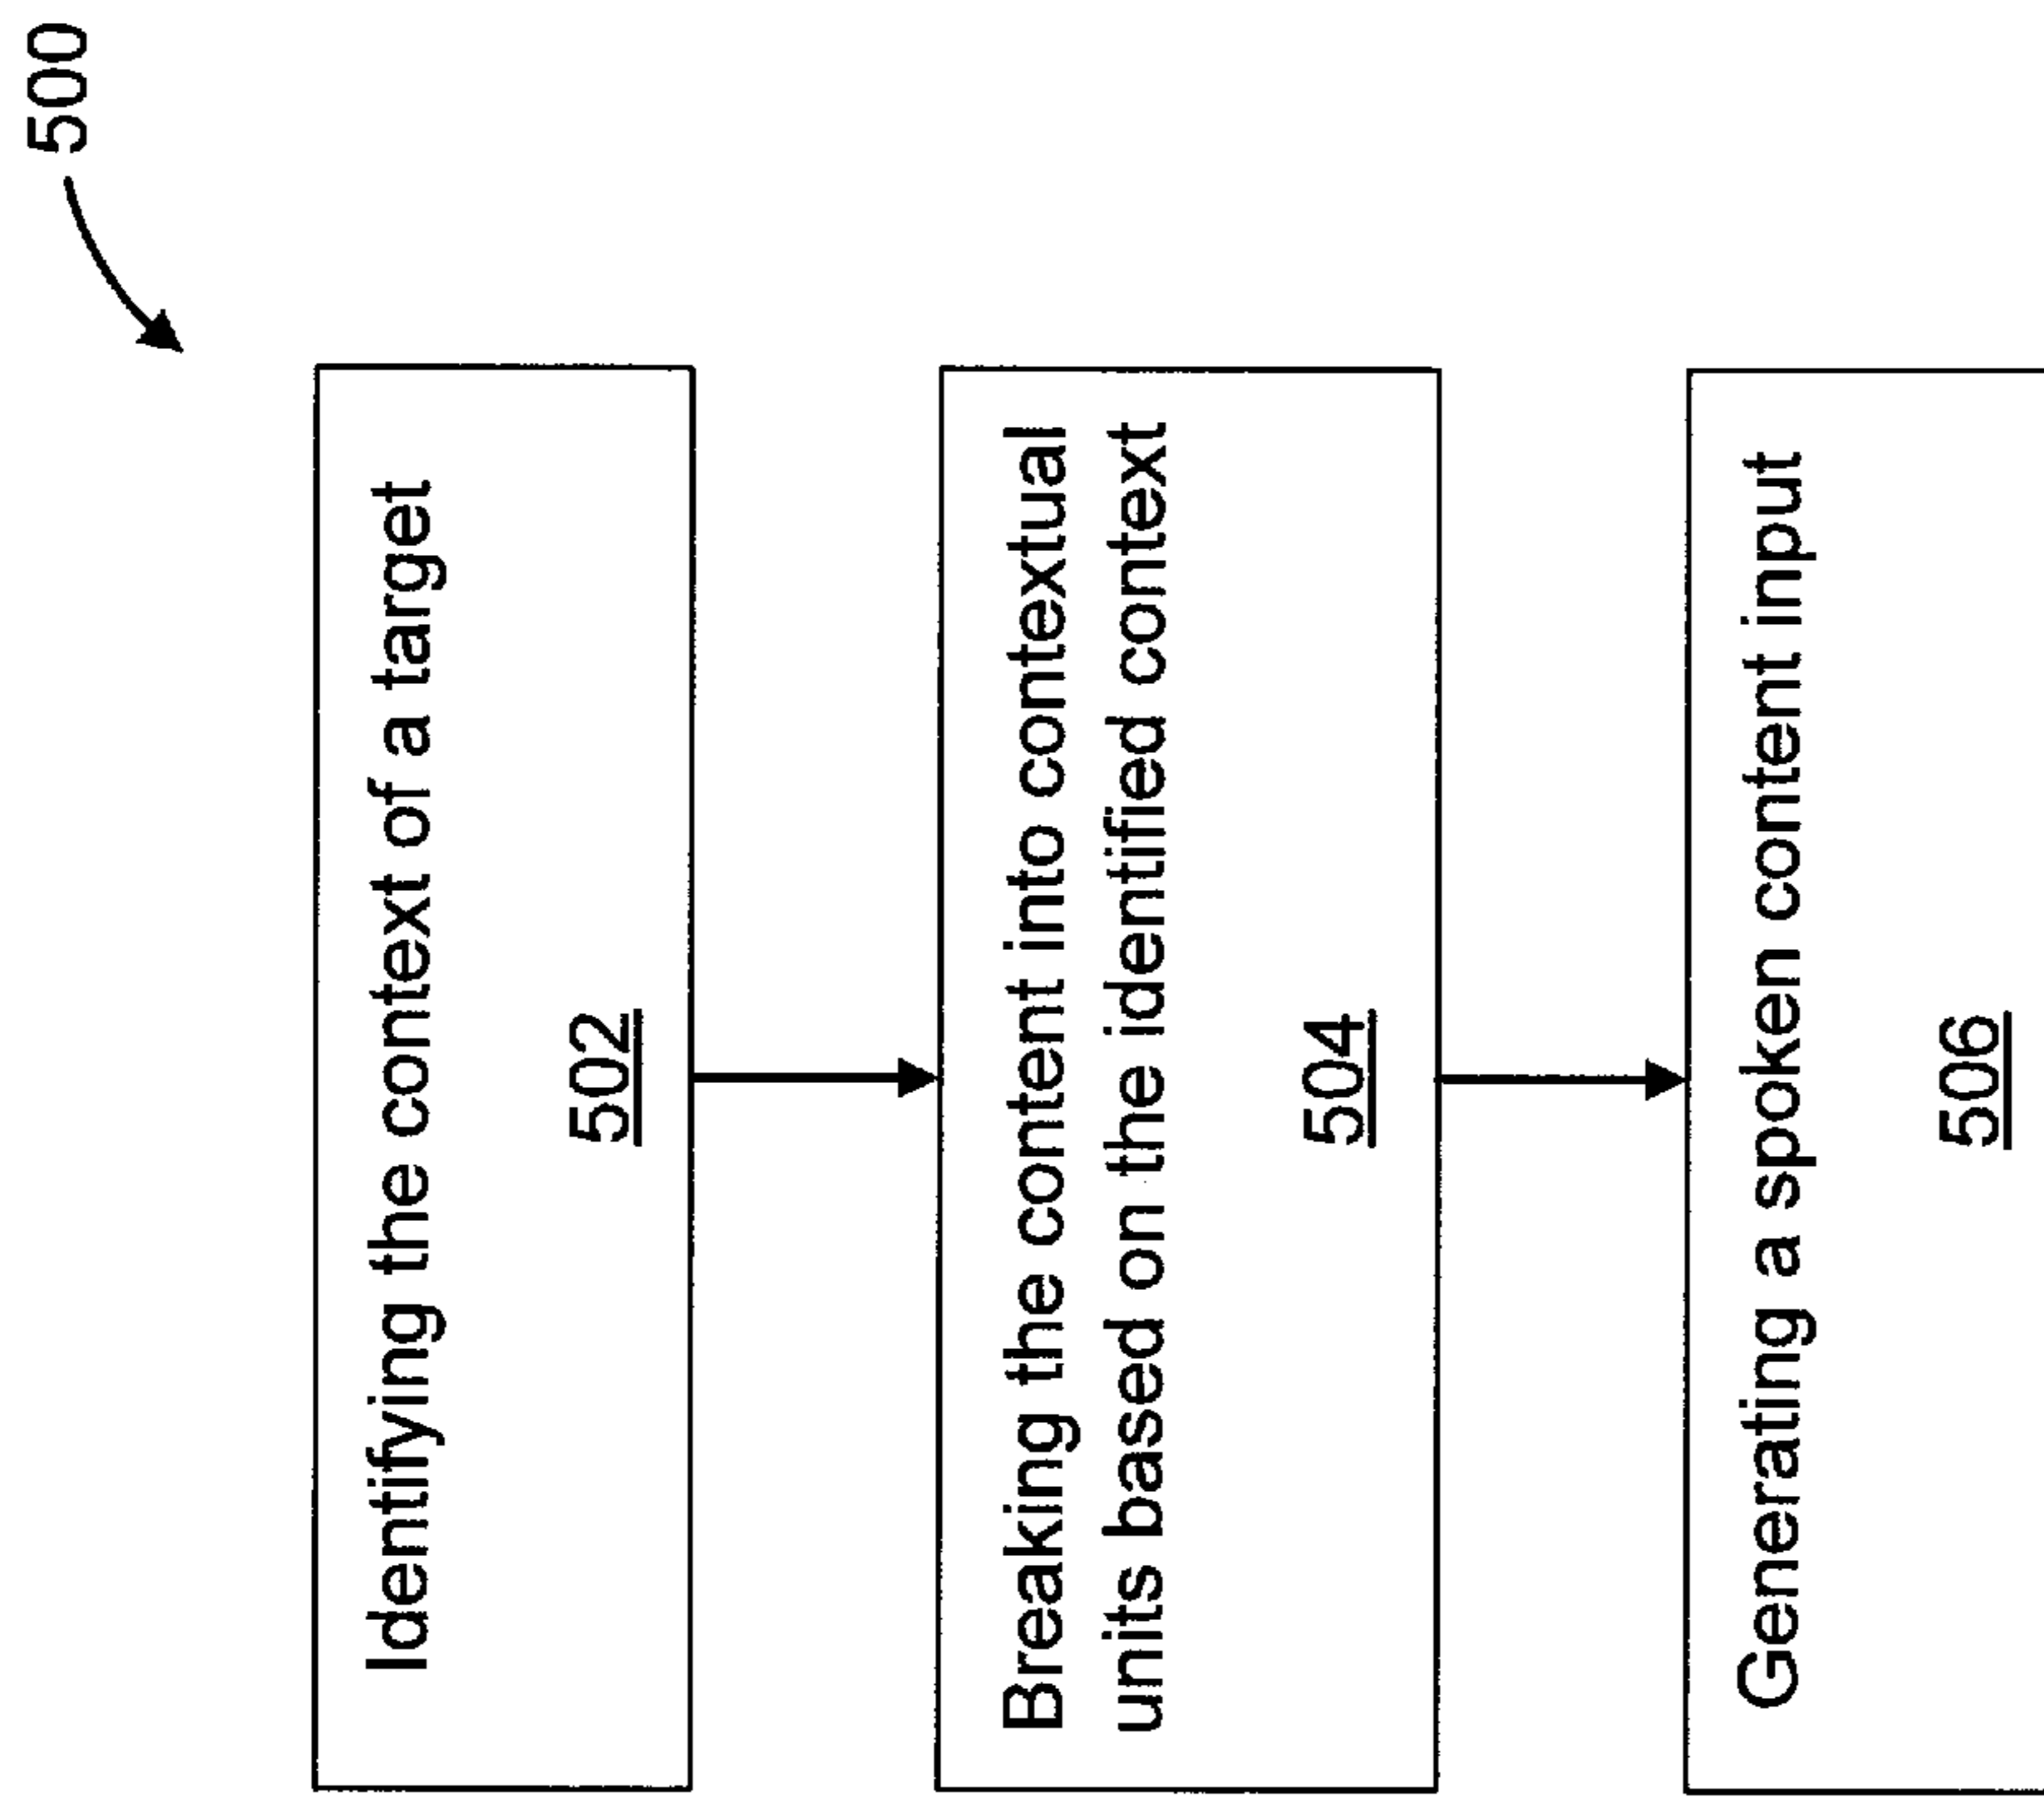 500
Identifying the context of a target
502
Breaking the content into contextual
units based on the identified context
504
Generating a spoken content input
506